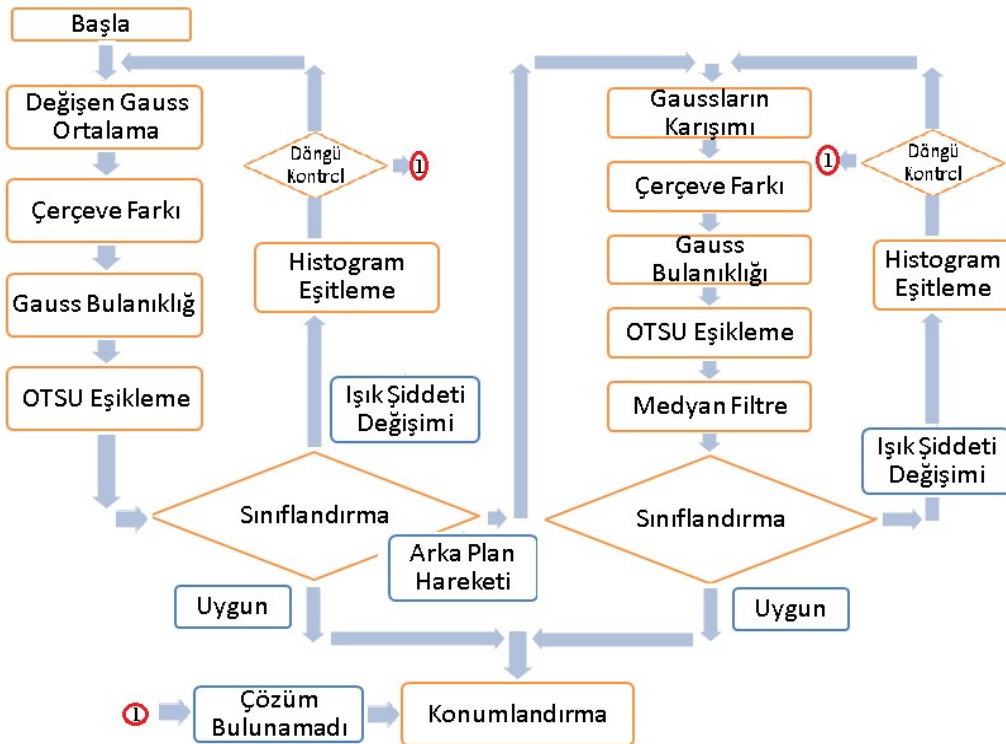 Başla
Değişen Gauss
Ortalama
Çerçeve Farkı
Gauss Bulanıklığ
OTSU Eşikleme
Döngü
Kontrol
1
Histogram
Eşitleme
Işık Şiddeti
Değişimi
Sınıflandırma
Arka Plan
Hareketi
Uygun
Gaussların
Karışımı
Çerçeve Farkı
Gauss
Bulanıklığı
OTSU Eşikleme
Medyan Filtre
Sınıflandırma
1
Döngü
Kontrol
Histogram
Eşitleme
Işık Şiddeti
Değişimi
Uygun
1
Çözüm
Bulunamadı
Konumlandırma